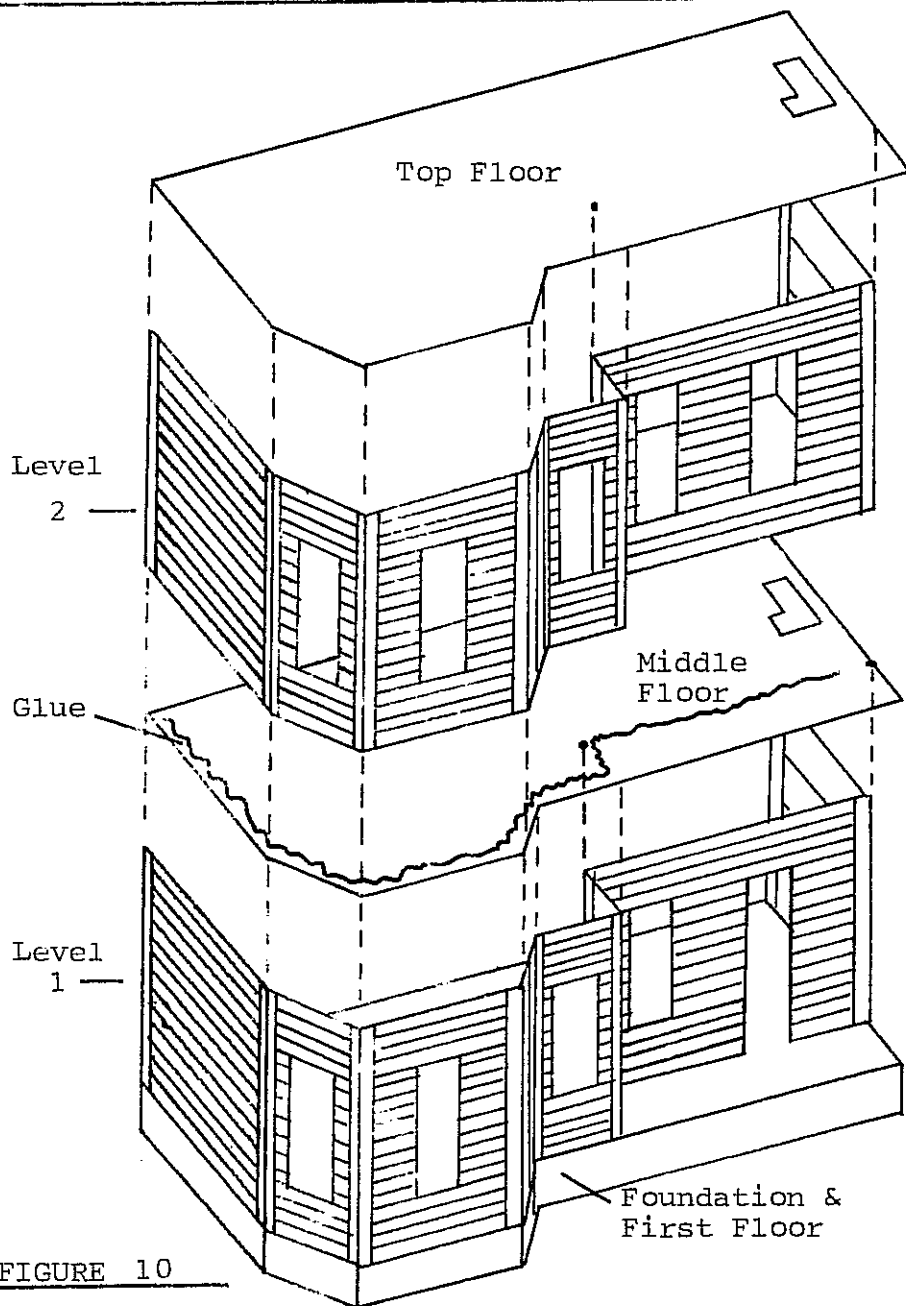 Top Floor
Level
2
Middle
Floor
Glue
Level
1
Foundation &
First Floor
FIGURE 10